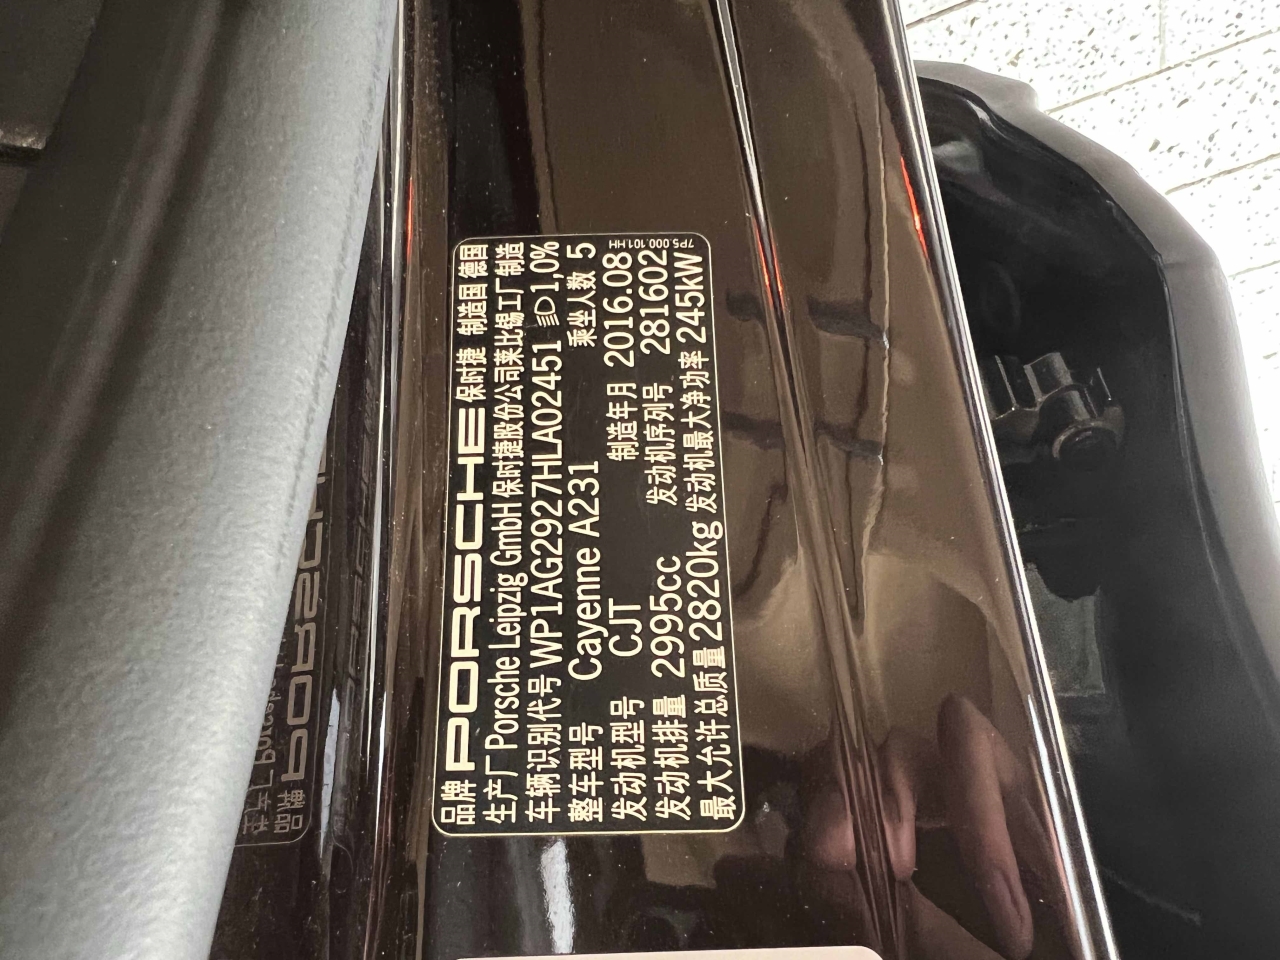 品牌 PORSCHE 保时捷 制造国 德国
生产厂 Porsche Leipzig GmbH 保时捷股份公司莱比锡工厂制造
车辆识别代号 WP1AG2927HLA02451 1,0%
整车型号 Cayenne A231 乘坐人数 5
发动机型号 CJT 制造年月 2016.08
发动机排量 2995cc 发动机序列号 281602
最大允许总质量 2820kg 发动机最大净功率 245kW
7P5.000.101.HH